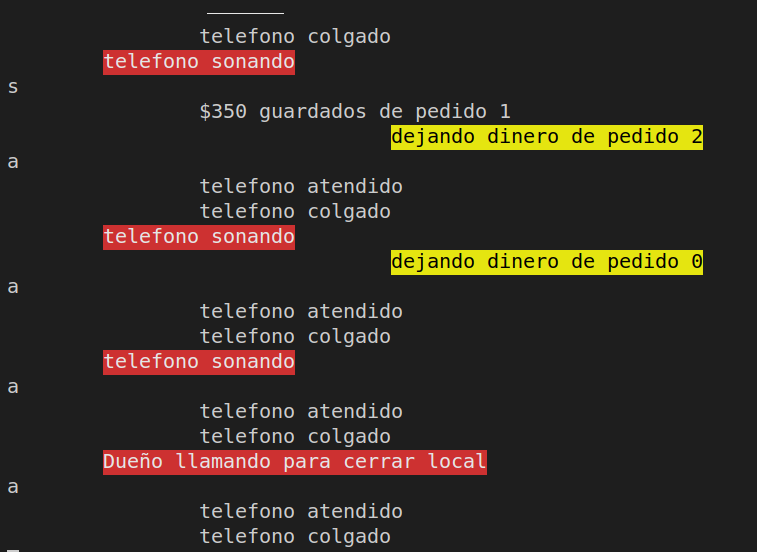 telefono colgado
telefono sonando
s
$350 guardados de pedido 1
dejando dinero de pedido 2
a
telefono atendido
telefono colgado
telefono sonando
dejando dinero de pedido 0
a
telefono atendido
telefono colgado
telefono sonando
a
telefono atendido
telefono colgado
Dueño llamando para cerrar local
a
telefono atendido
telefono colgado